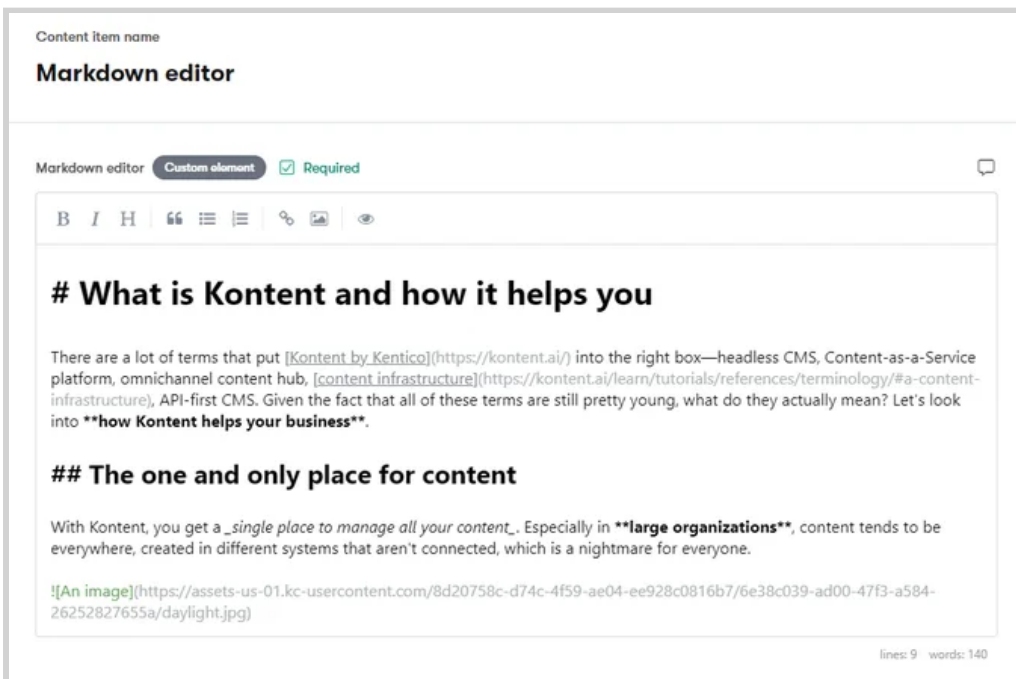 Content item name
Markdown editor
Markdown editor Custom element Required
B I H
# What is Kontent and how it helps you
There are a lot of terms that put [Kontent by Kentico](https://kontent.ai/) into the right box—headless CMS, Content-as-a-Service
platform, omnichannel content hub, [content infrastructure](https://kontent.ai/learn/tutorials/references/terminology/#a-content-
infrastructure), API-first CMS. Given the fact that all of these terms are still pretty young, what do they actually mean? Let's look
into **how Kontent helps your business**.
## The one and only place for content
With Kontent, you get a _single place to manage all your content_. Especially in **large organizations**, content tends to be
everywhere, created in different systems that aren't connected, which is a nightmare for everyone.
![An image](https://assets-us-01.kc-usercontent.com/8d20758c-d74c-4f59-ae04-ee928c0816b7/6e38c039-ad00-47f3-a584-
26252827655a/daylight.jpg)
lines: 9 words: 140